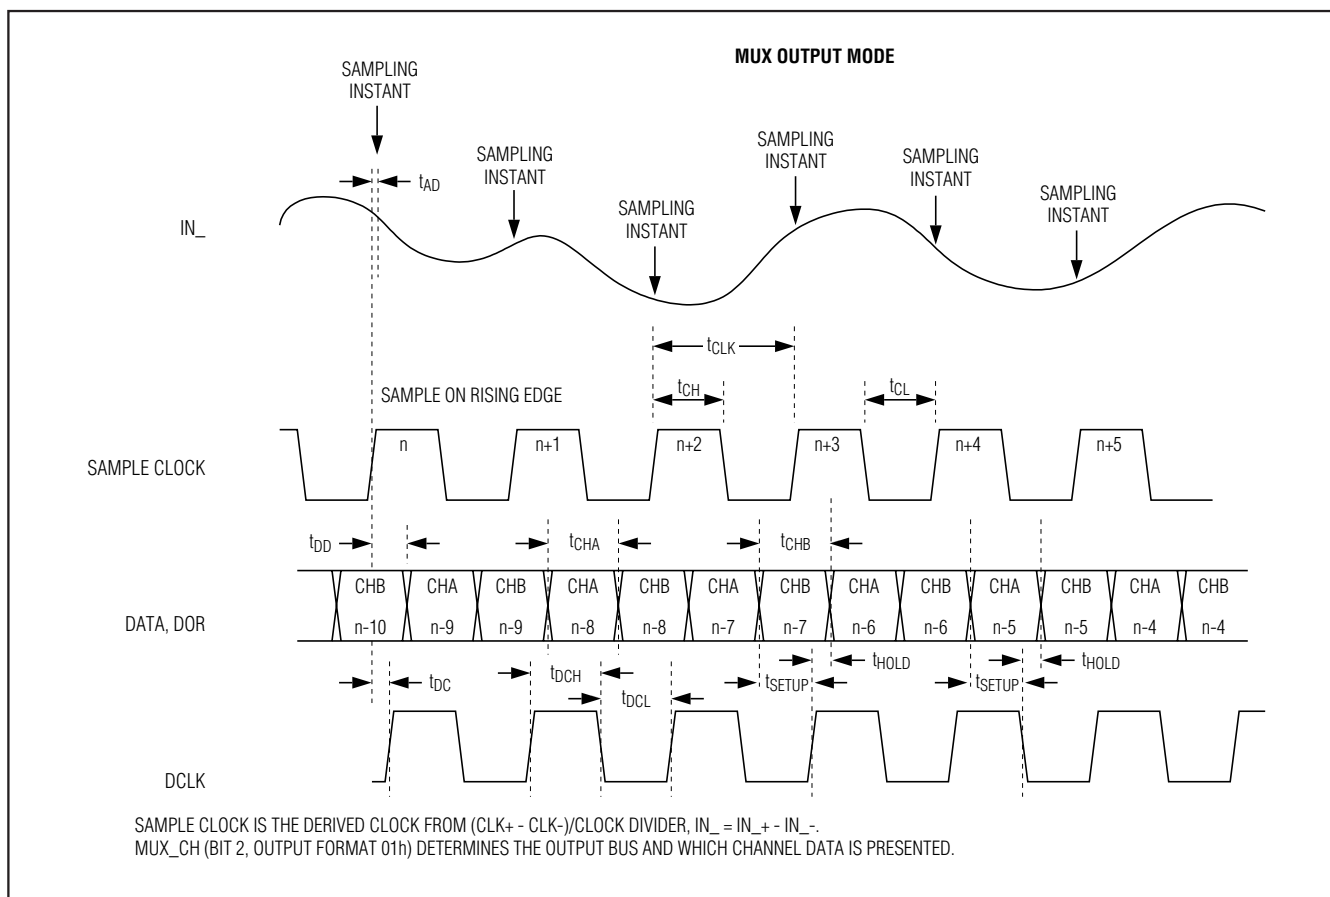 MUX OUTPUT MODE
SAMPLING
INSTANT
SAMPLING
INSTANT
SAMPLING
INSTANT
SAMPLING
INSTANT
SAMPLING
INSTANT
SAMPLING
INSTANT
tAD
IN_
tCLK
tCH
tCL
SAMPLE ON RISING EDGE
n n+1 n+2 n+3 n+4 n+5
SAMPLE CLOCK
tDD tCHA tCHB
CHB CHA CHB CHA CHB CHA CHB CHA CHB CHA CHB CHA CHB
DATA, DOR
n-10 n-9 n-9 n-8 n-8 n-7 n-7 n-6 n-6 n-5 n-5 n-4 n-4
tHOLD tHOLD
tDC tDCH tDCL tSETUP tSETUP
DCLK
SAMPLE CLOCK IS THE DERIVED CLOCK FROM (CLK+ - CLK-)/CLOCK DIVIDER, IN_ = IN_+ - IN_-.
MUX_CH (BIT 2, OUTPUT FORMAT 01h) DETERMINES THE OUTPUT BUS AND WHICH CHANNEL DATA IS PRESENTED.